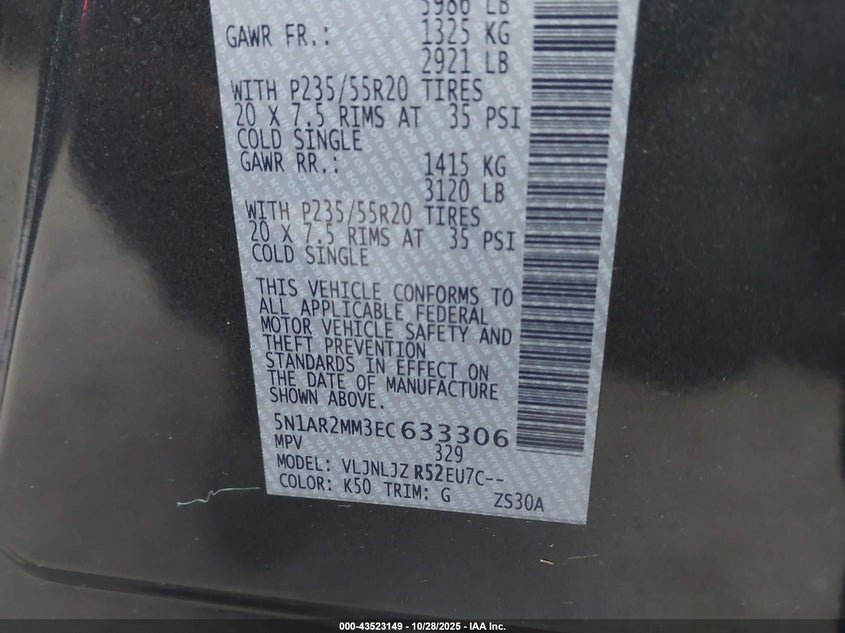 5986 LB
GAWR FR.: 1325 KG
2921 LB
WITH P235/55R20 TIRES
20 X 7.5 RIMS AT 35 PSI
COLD SINGLE
GAWR RR.: 1415 KG
3120 LB
WITH P235/55R20 TIRES
20 X 7.5 RIMS AT 35 PSI
COLD SINGLE
THIS VEHICLE CONFORMS TO
ALL APPLICABLE FEDERAL
MOTOR VEHICLE SAFETY AND
THEFT PREVENTION
STANDARDS IN EFFECT ON
THE DATE OF MANUFACTURE
SHOWN ABOVE.
5N1AR2MM3EC633306
MPV 329
MODEL: VLJNLJZ R52EU7C--
COLOR: K50 TRIM: G ZS30A
000-43523149 - 10/28/2025 - IAA Inc.